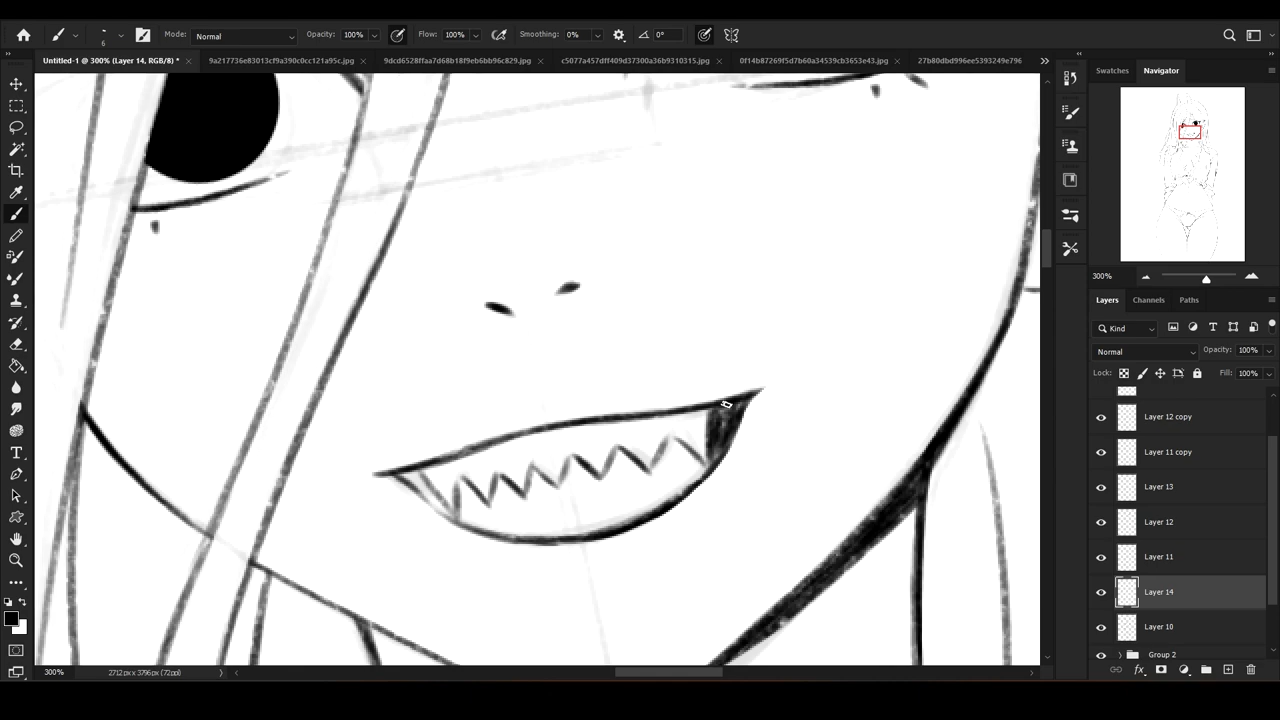 6 Mode: Normal Opacity: 100% Flow: 100% Smoothing: 0% 0°
Untitled-1 @ 300% (Layer 14, RGB/8) * × 9a217736e83013cf9a390c0cc121a95c.jpg × 9dcd6528ffaa7d68b18f9eb6bb96c829.jpg × c5077a457dff409d37300a36b9310315.jpg × 0f14b87269f5d7b60a34539cb3653e43.jpg × 27b80dbd996ee5393249e796
Swatches Navigator
300%
Layers Channels Paths
Kind
Normal Opacity: 100%
Lock: Fill: 100%
Layer 12 copy
Layer 11 copy
Layer 13
Layer 12
Layer 11
Layer 14
Layer 10
Group 2
300% 2712 px x 3796 px (72 ppi)